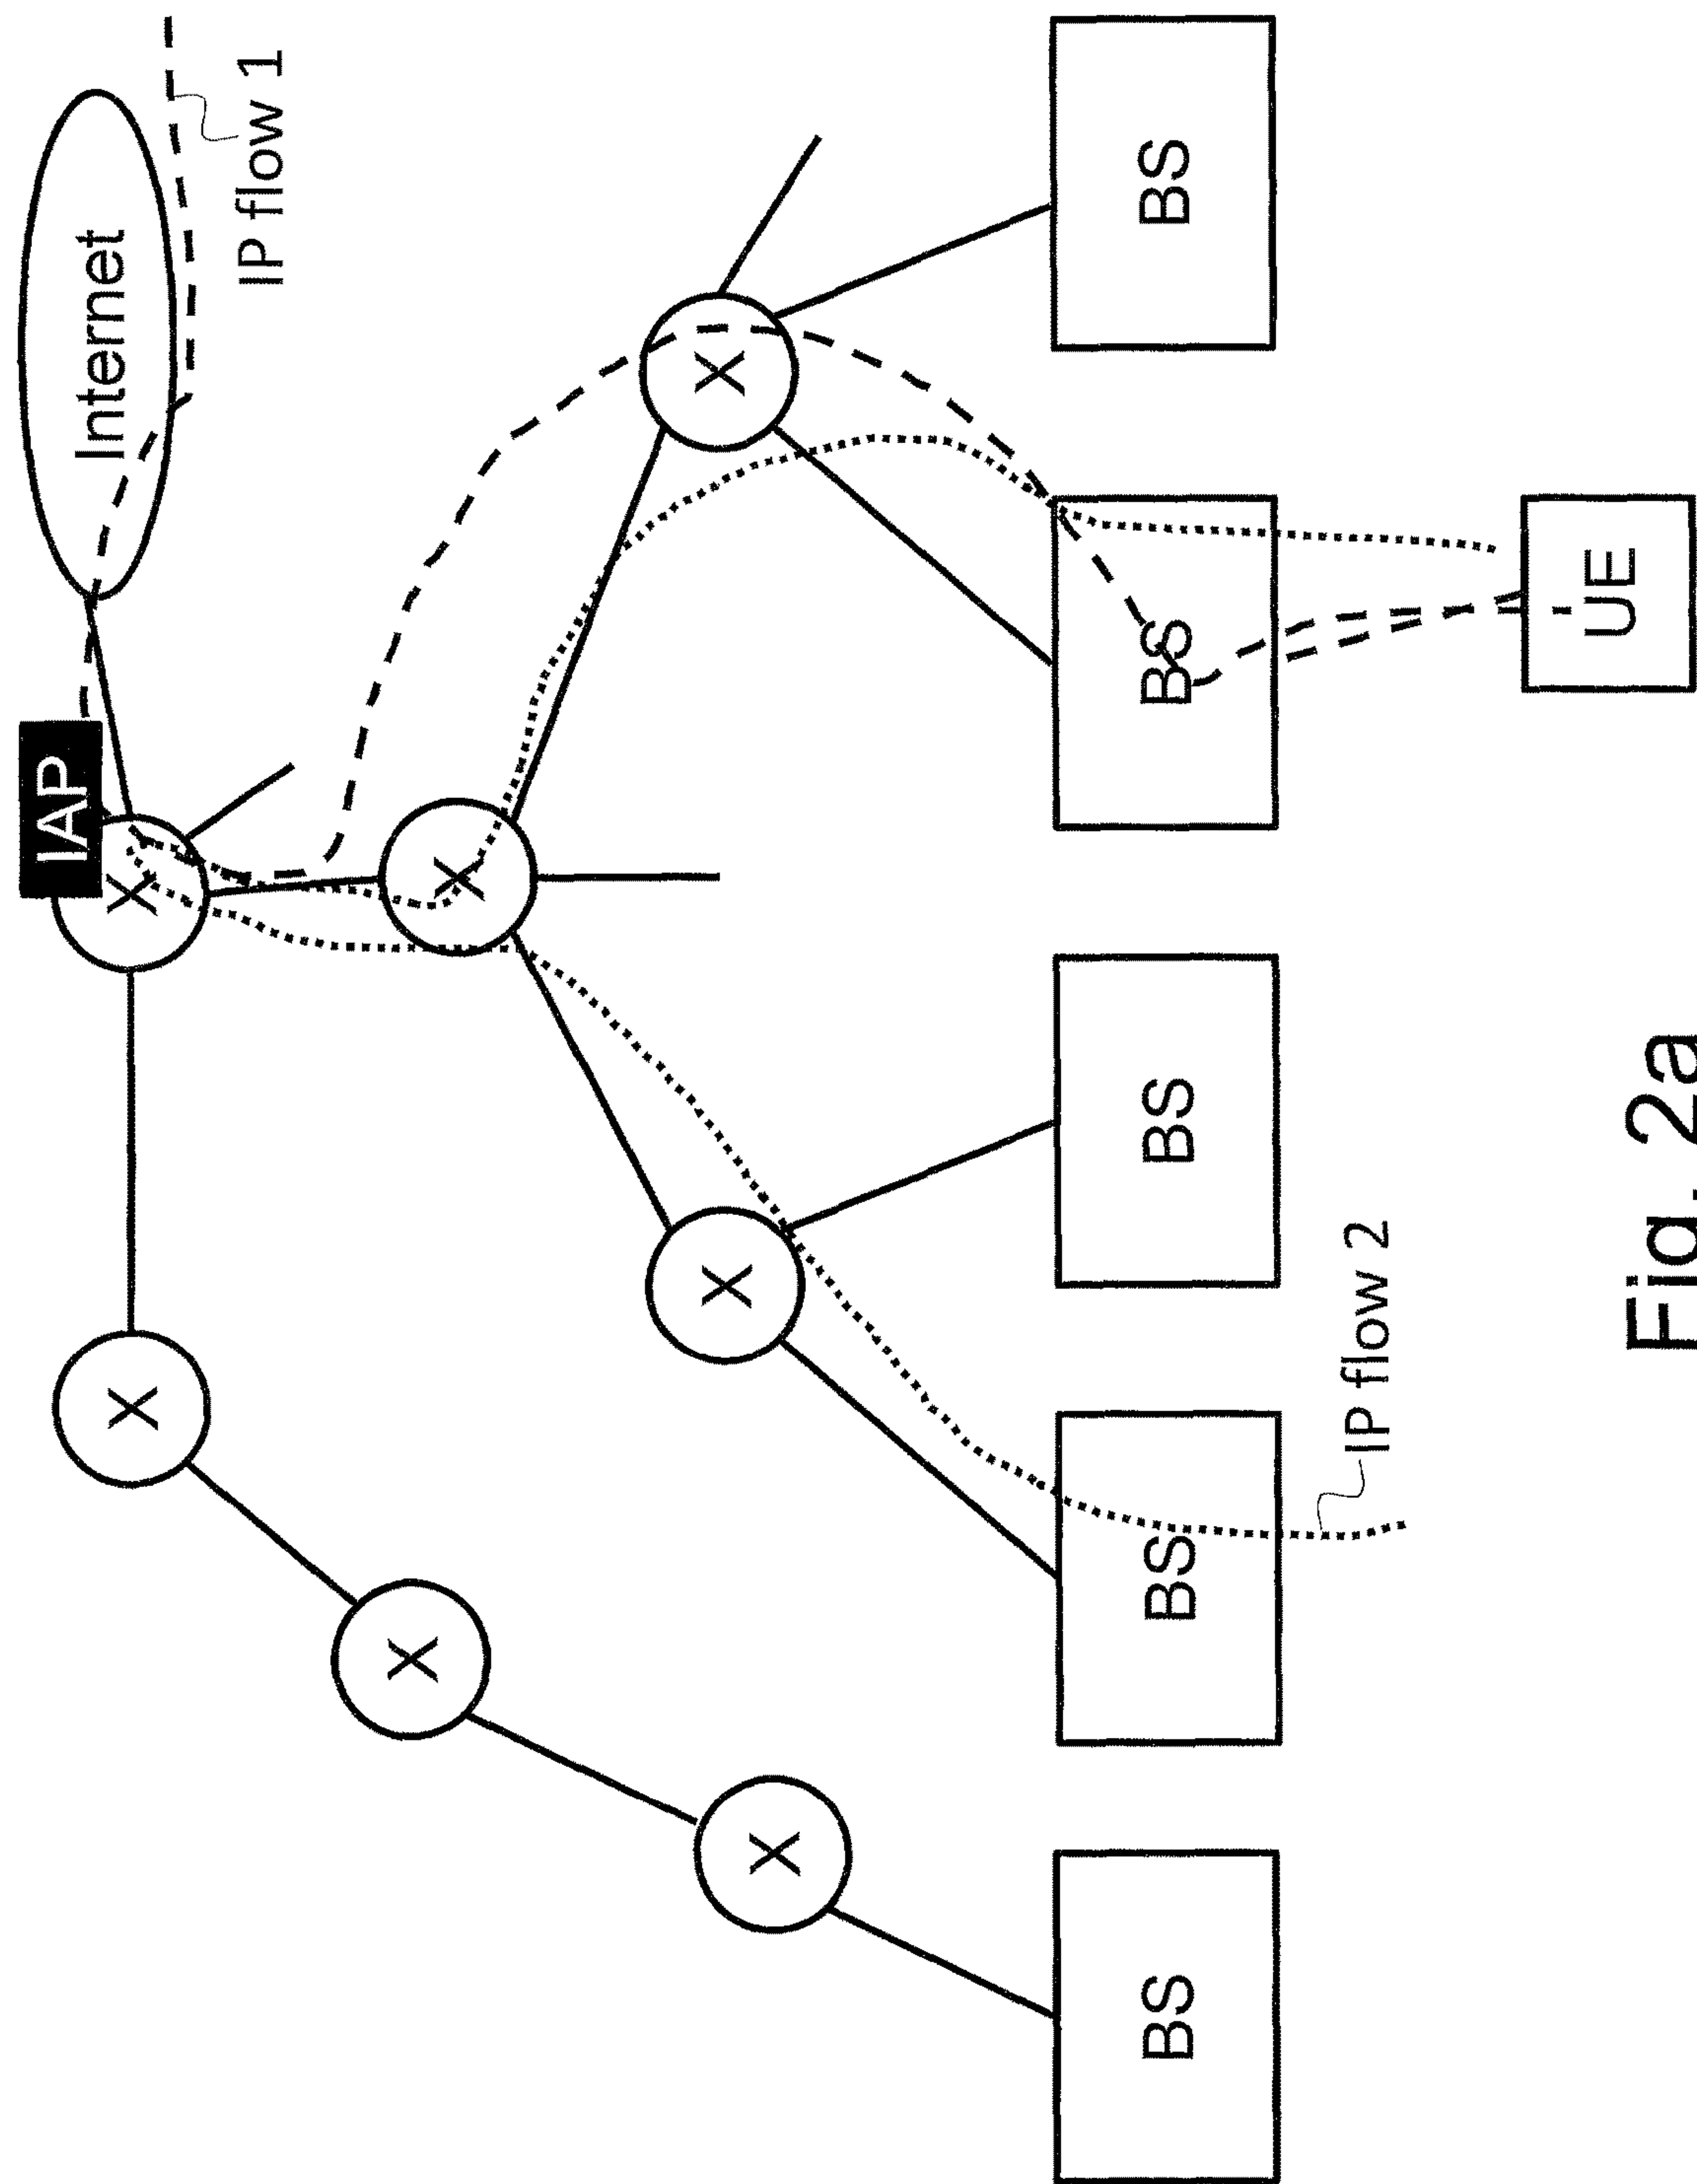 Internet
IP flow 1
IAP
X
X
X
X
X
X
X
BS
BS
BS
BS
BS
IP flow 2
UE
Fig. 2a